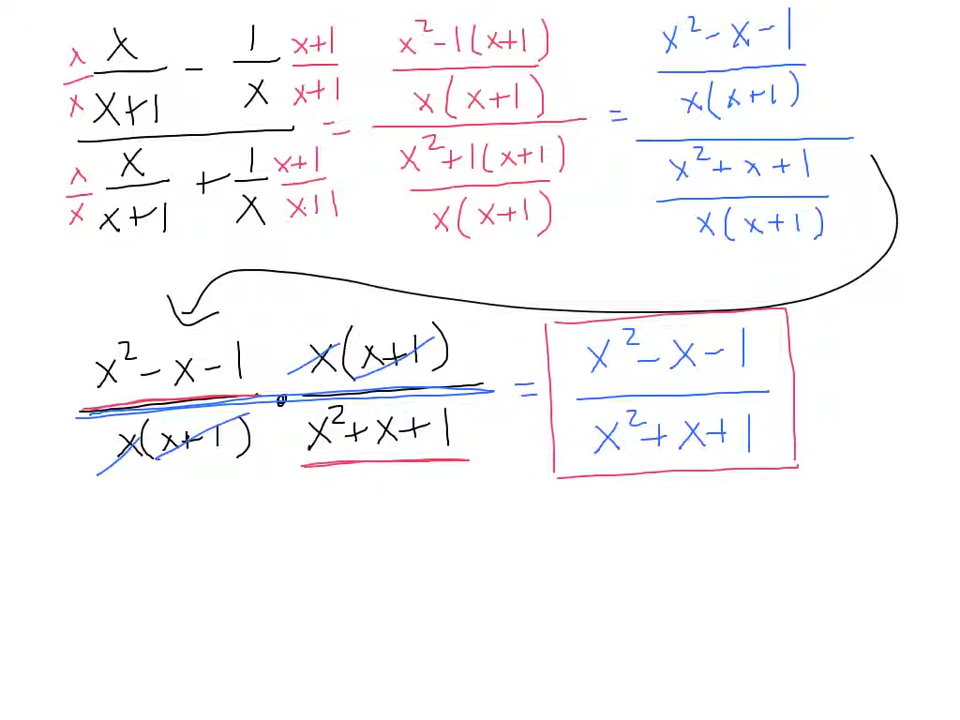 x/x x/(x+1) - 1/x (x+1)/(x+1) = (x²-1(x+1))/(x(x+1)) = (x²-x-1)/(x(x+1))
x/x x/(x+1) + 1/x (x+1)/(x+1) (x²+1(x+1))/(x(x+1)) (x²+x+1)/(x(x+1))
(x²-x-1)/(x(x+1)) · (x(x+1))/(x²+x+1) = (x²-x-1)/(x²+x+1)